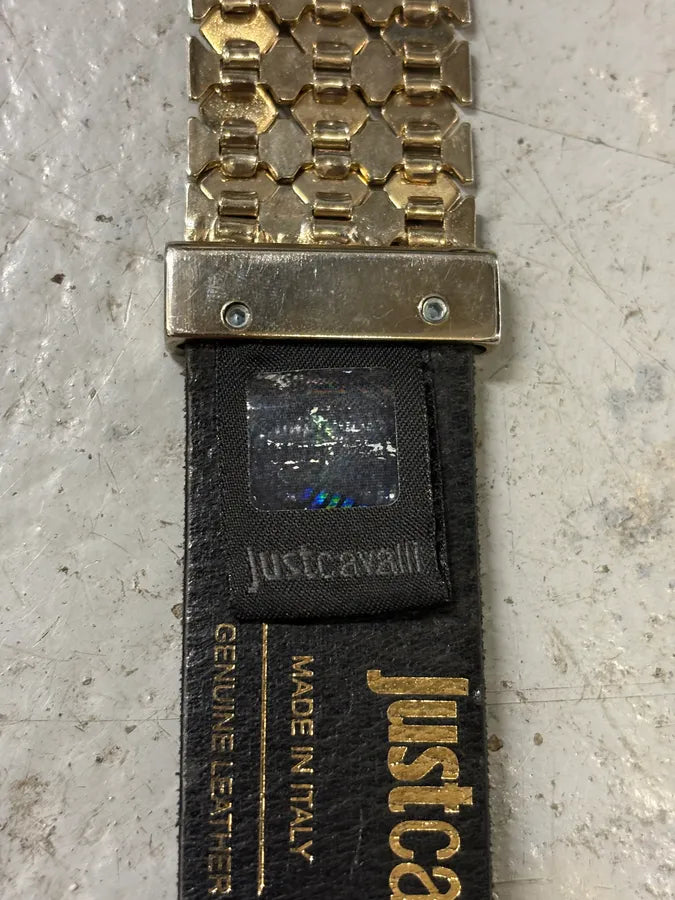 justcavalli
justca
MADE IN ITALY
GENUINE LEATHER